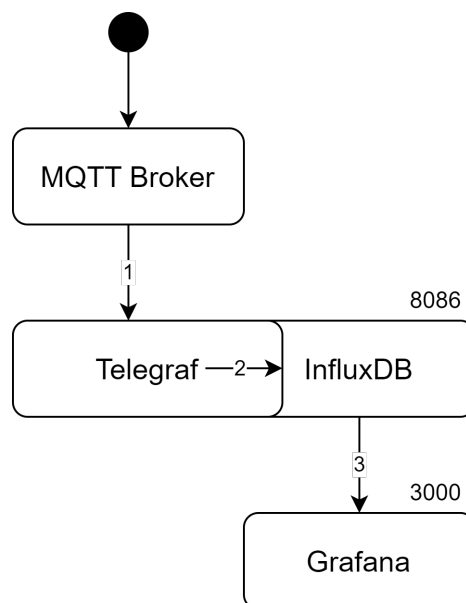 MQTT Broker
1
8086
Telegraf
2
InfluxDB
3
3000
Grafana